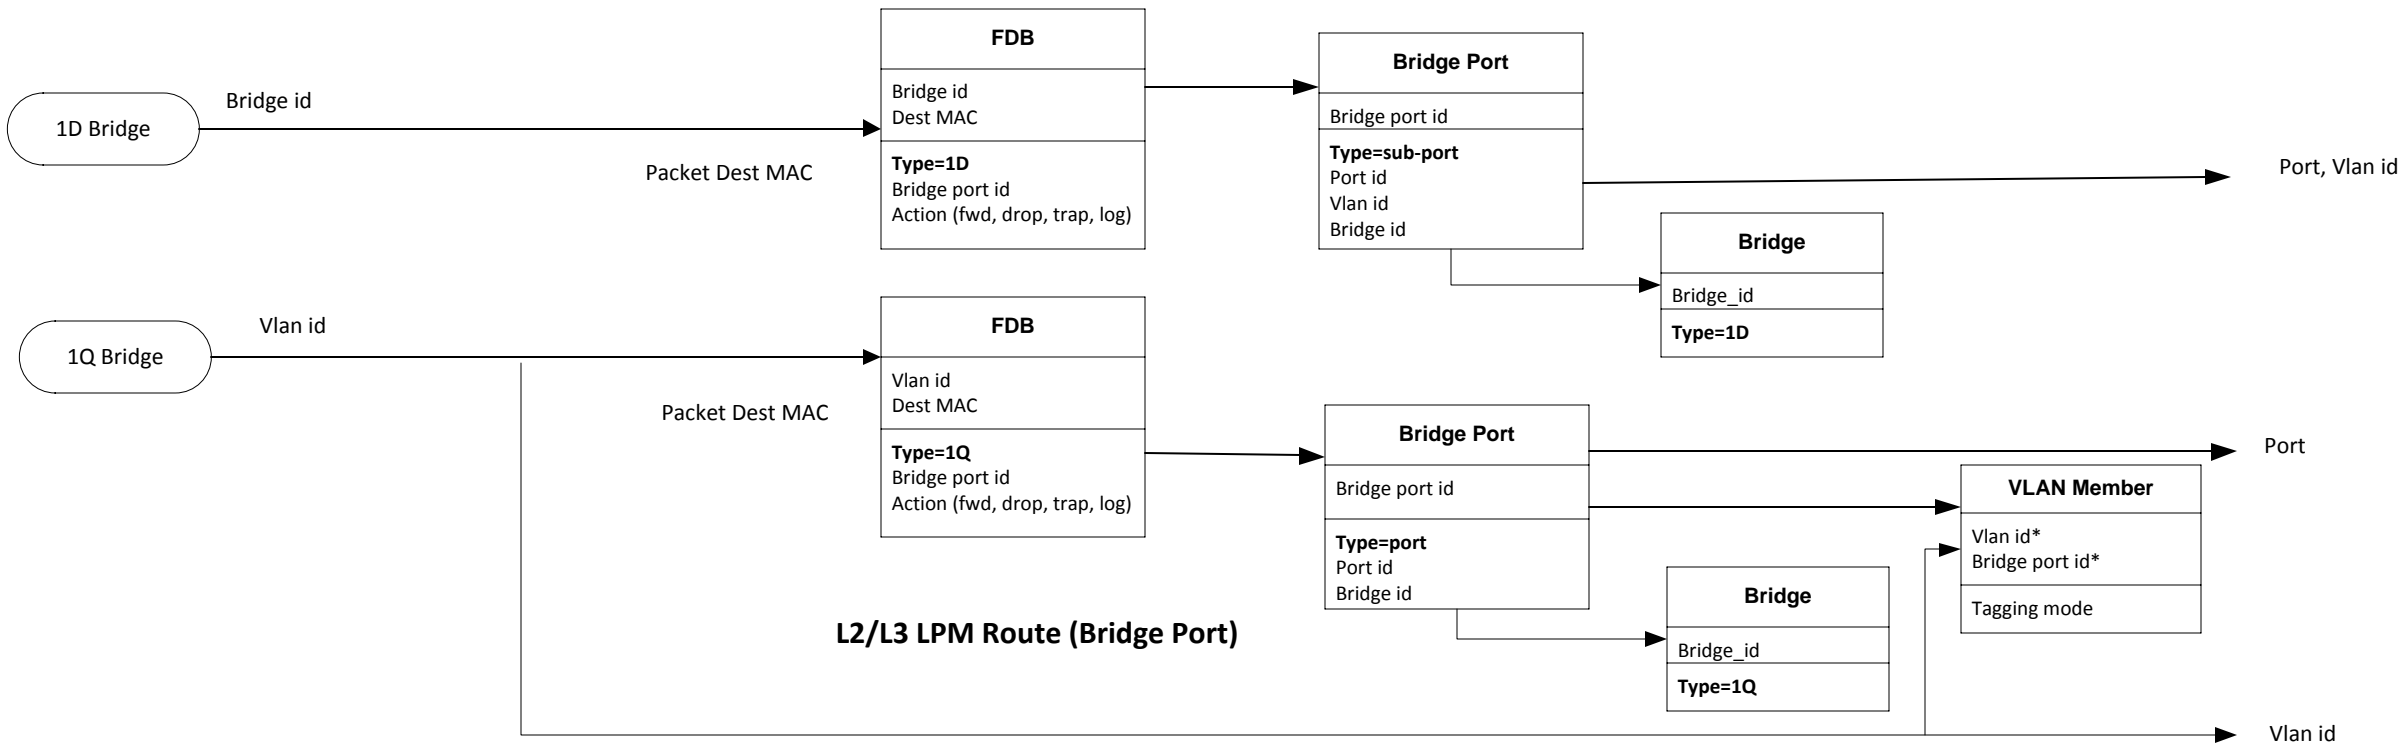 FDB
Bridge id
Dest MAC
Type=1D
Bridge port id
Action (fwd, drop, trap, log)
Bridge Port
Bridge port id
Type=sub-port
Port id
Vlan id
Bridge id
1D Bridge
Bridge id
Packet Dest MAC
Port, Vlan id
Bridge
Bridge_id
Type=1D
1Q Bridge
Vlan id
Packet Dest MAC
FDB
Vlan id
Dest MAC
Type=1Q
Bridge port id
Action (fwd, drop, trap, log)
Bridge Port
Bridge port id
Type=port
Port id
Bridge id
Port
VLAN Member
Vlan id*
Bridge port id*
Tagging mode
Bridge
Bridge_id
Type=1Q
L2/L3 LPM Route (Bridge Port)
Vlan id